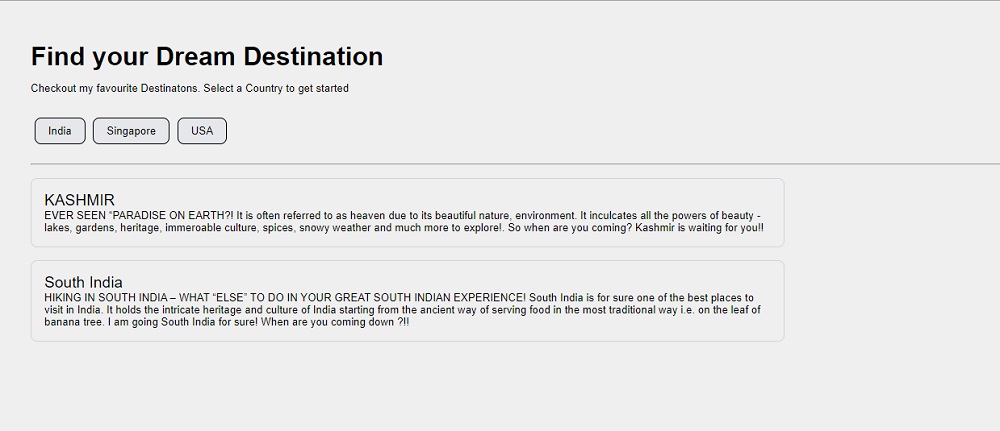 Find your Dream Destination
Checkout my favourite Destinatons. Select a Country to get started
India Singapore USA
KASHMIR
EVER SEEN “PARADISE ON EARTH?! It is often referred to as heaven due to its beautiful nature, environment. It inculcates all the powers of beauty -
lakes, gardens, heritage, immeroable culture, spices, snowy weather and much more to explore!. So when are you coming? Kashmir is waiting for you!!
South India
HIKING IN SOUTH INDIA – WHAT “ELSE” TO DO IN YOUR GREAT SOUTH INDIAN EXPERIENCE! South India is for sure one of the best places to
visit in India. It holds the intricate heritage and culture of India starting from the ancient way of serving food in the most traditional way i.e. on the leaf of
banana tree. I am going South India for sure! When are you coming down ?!!